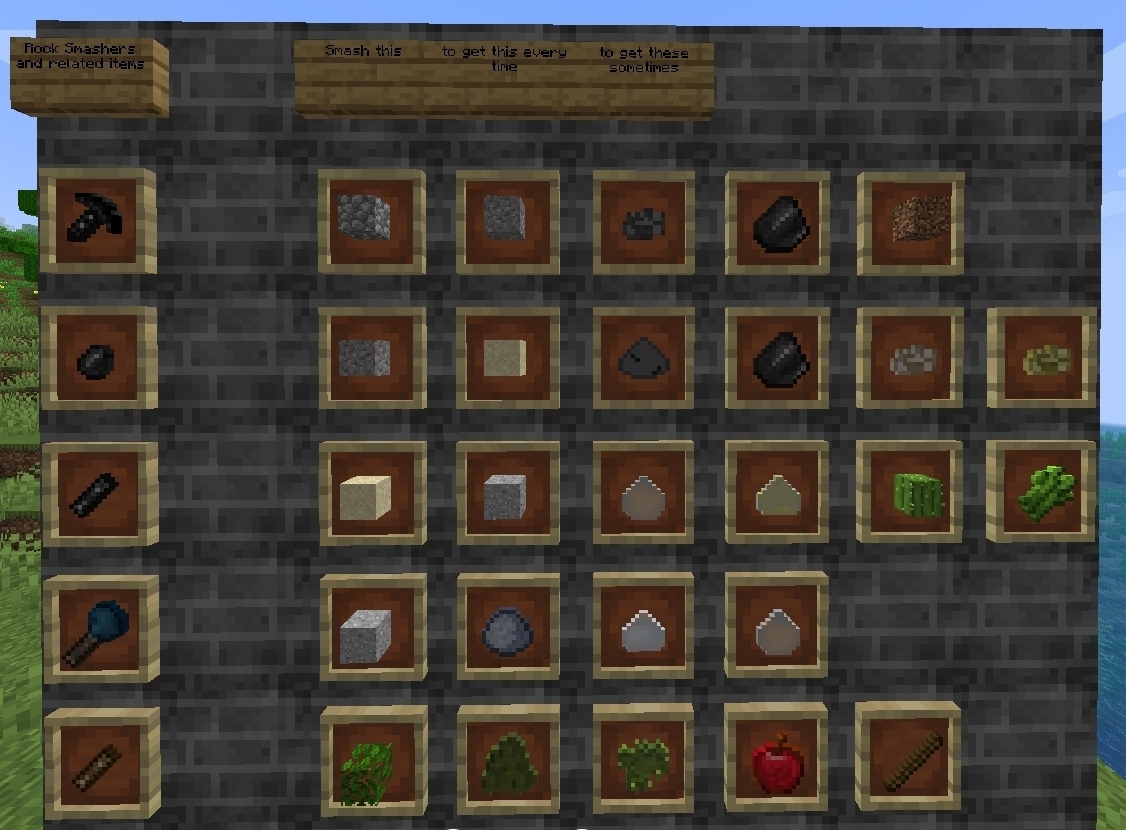 Rock Smashers
and related items
Smash this
to get this every
time
to get these
sometimes